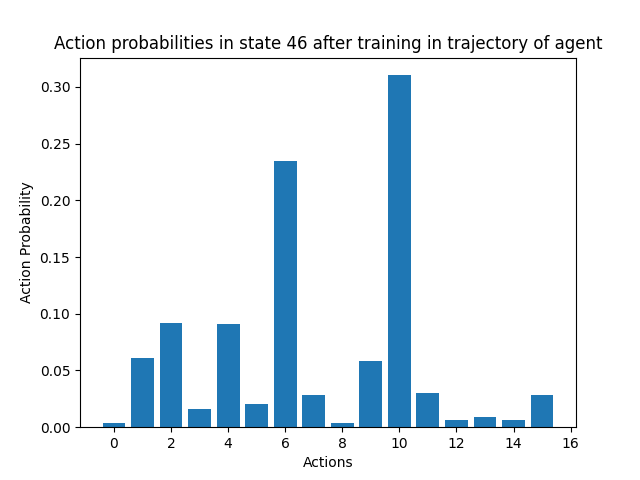 Action probabilities in state 46 after training in trajectory of agent
0.30
0.25
0.20
0.15
0.10
0.05
0.00
Action Probability
0 2 4 6 8 10 12 14 16
Actions